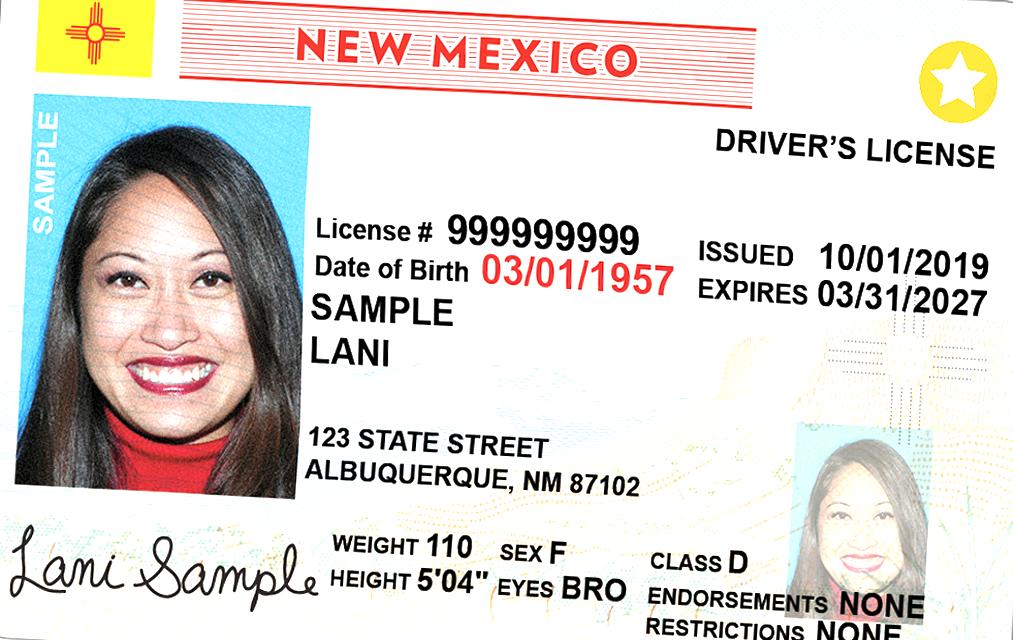 NEW MEXICO
DRIVER'S LICENSE
SAMPLE
License # 999999999
Date of Birth 03/01/1957
ISSUED 10/01/2019
EXPIRES 03/31/2027
SAMPLE
LANI
123 STATE STREET
ALBUQUERQUE, NM 87102
Lani Sample
WEIGHT 110 SEX F
HEIGHT 5'04" EYES BRO
CLASS D
ENDORSEMENTS NONE
RESTRICTIONS NONE